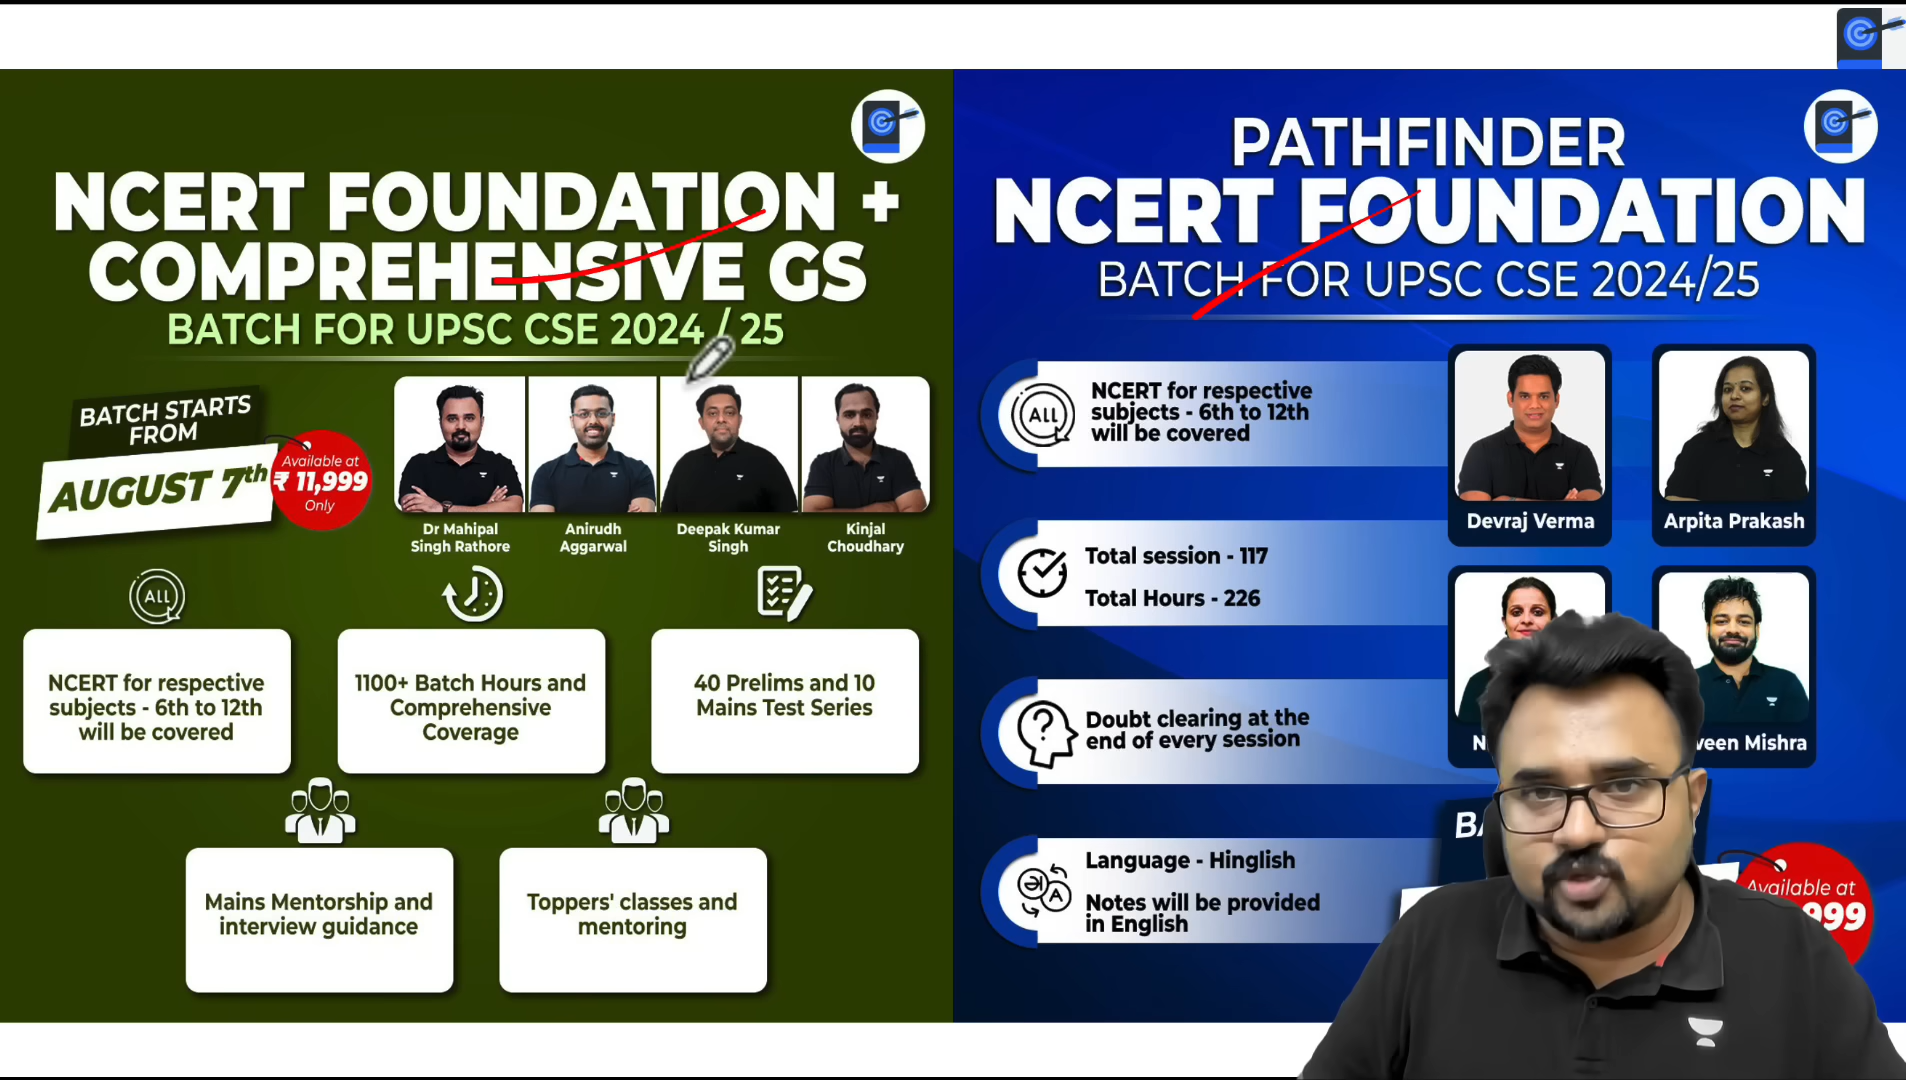 NCERT FOUNDATION +
COMPREHENSIVE GS
BATCH FOR UPSC CSE 2024 / 25
BATCH STARTS
FROM
AUGUST 7th
Available at
₹ 11,999
Only
Dr Mahipal
Singh Rathore
Anirudh
Aggarwal
Deepak Kumar
Singh
Kinjal
Choudhary
ALL
NCERT for respective
subjects - 6th to 12th
will be covered
1100+ Batch Hours and
Comprehensive
Coverage
40 Prelims and 10
Mains Test Series
Mains Mentorship and
interview guidance
Toppers' classes and
mentoring
PATHFINDER
NCERT FOUNDATION
BATCH FOR UPSC CSE 2024/25
ALL
NCERT for respective
subjects - 6th to 12th
will be covered
Devraj Verma
Arpita Prakash
Total session - 117
Total Hours - 226
Doubt clearing at the
end of every session
Mishra
Language - Hinglish
Notes will be provided
in English
Available at